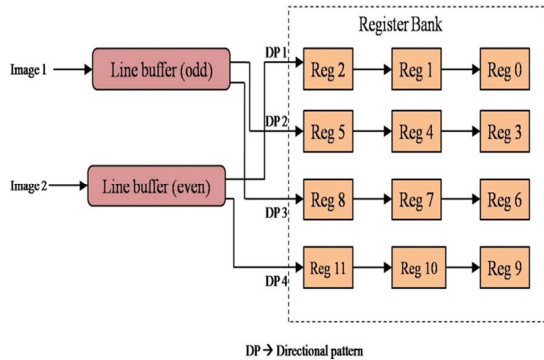 Register Bank
DP 1
Image 1
Line buffer (odd)
Reg 2
Reg 1
Reg 0
DP 2
Reg 5
Reg 4
Reg 3
Image 2
Line buffer (even)
DP 3
Reg 8
Reg 7
Reg 6
DP 4
Reg 11
Reg 10
Reg 9
DP → Directional pattern